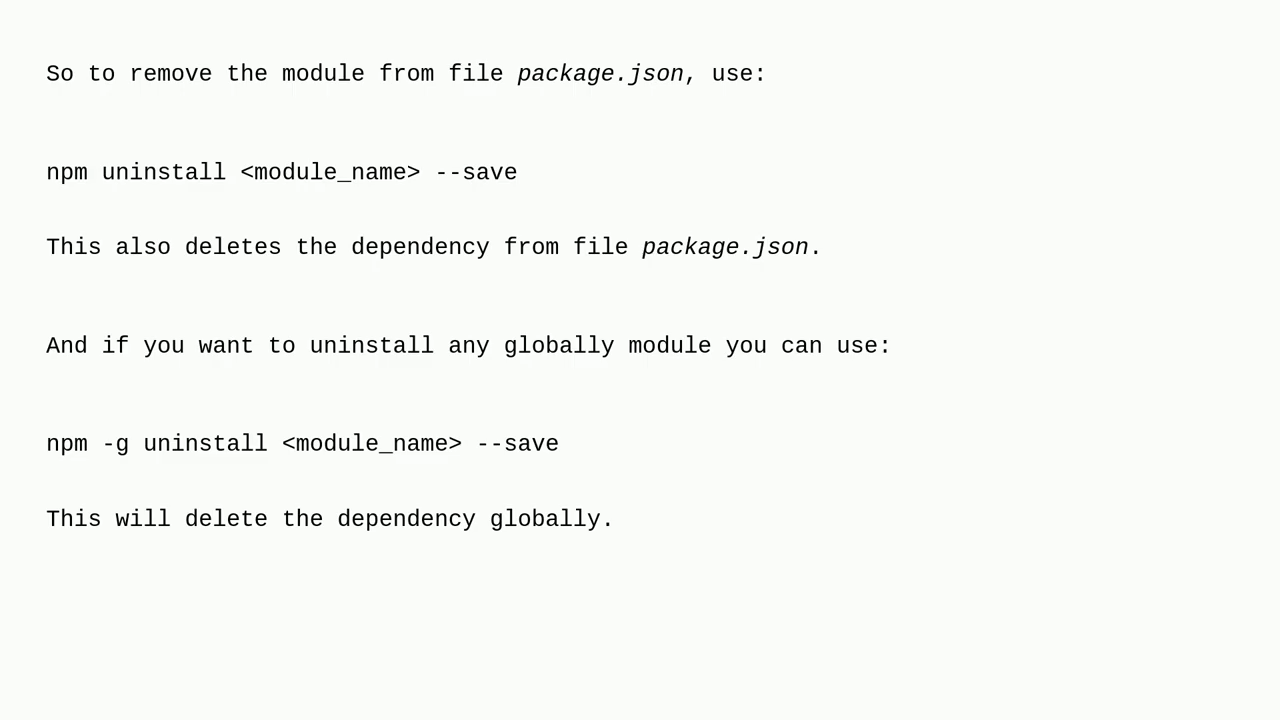 So to remove the module from file package.json, use:
npm uninstall <module_name> --save
This also deletes the dependency from file package.json.
And if you want to uninstall any globally module you can use:
npm -g uninstall <module_name> --save
This will delete the dependency globally.